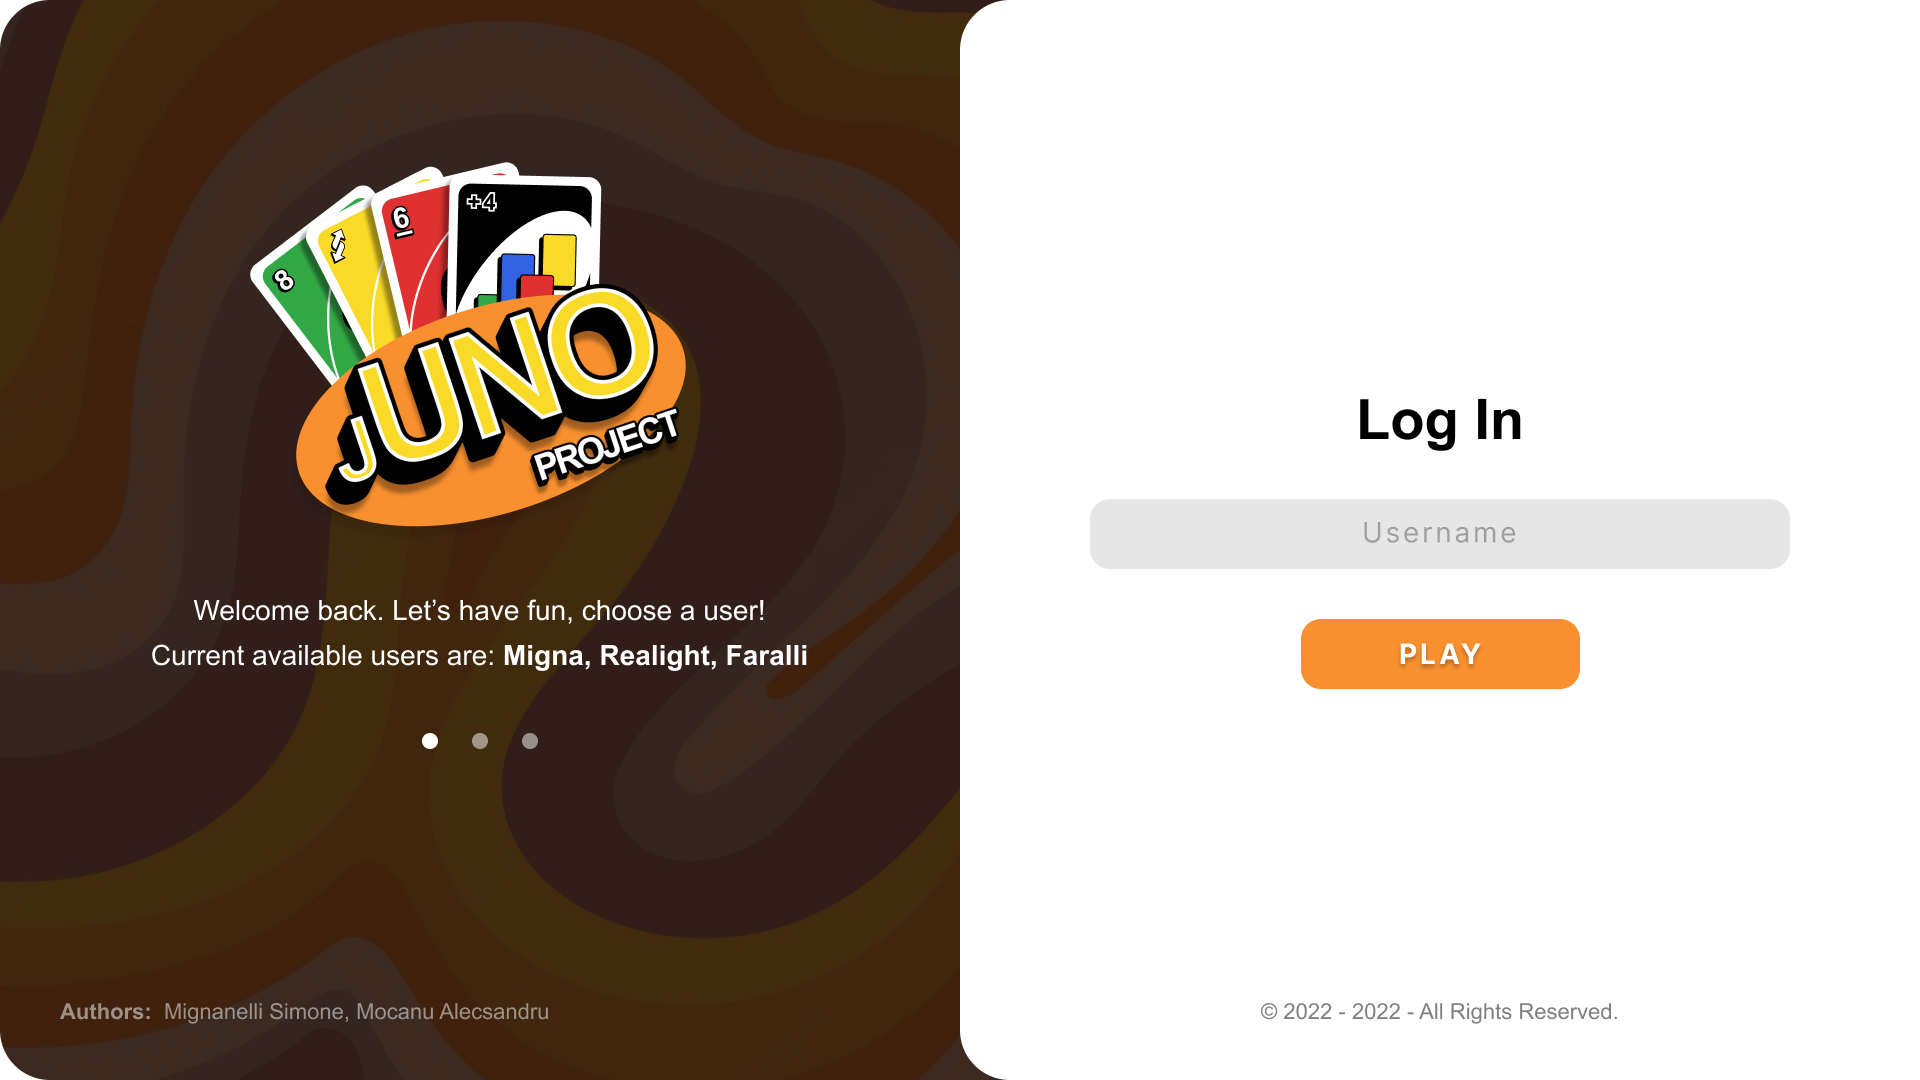 8
6
+4
JUNO
PROJECT
Welcome back. Let’s have fun, choose a user!
Current available users are: Migna, Realight, Faralli
Authors: Mignanelli Simone, Mocanu Alecsandru
Log In
Username
PLAY
© 2022 - 2022 - All Rights Reserved.